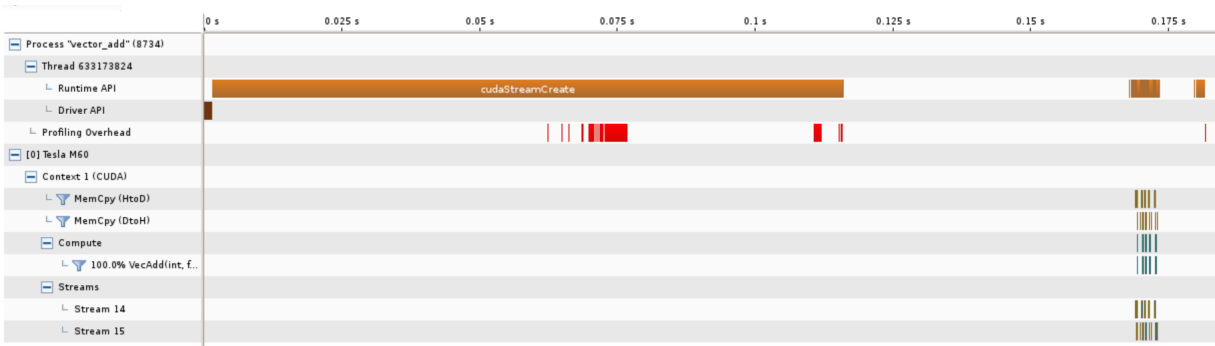 0 s 0.025 s 0.05 s 0.075 s 0.1 s 0.125 s 0.15 s 0.175 s
Process "vector_add" (8734)
Thread 633173824
Runtime API cudaStreamCreate
Driver API
Profiling Overhead
[0] Tesla M60
Context 1 (CUDA)
MemCpy (HtoD)
MemCpy (DtoH)
Compute
100.0% VecAdd(int, f...
Streams
Stream 14
Stream 15